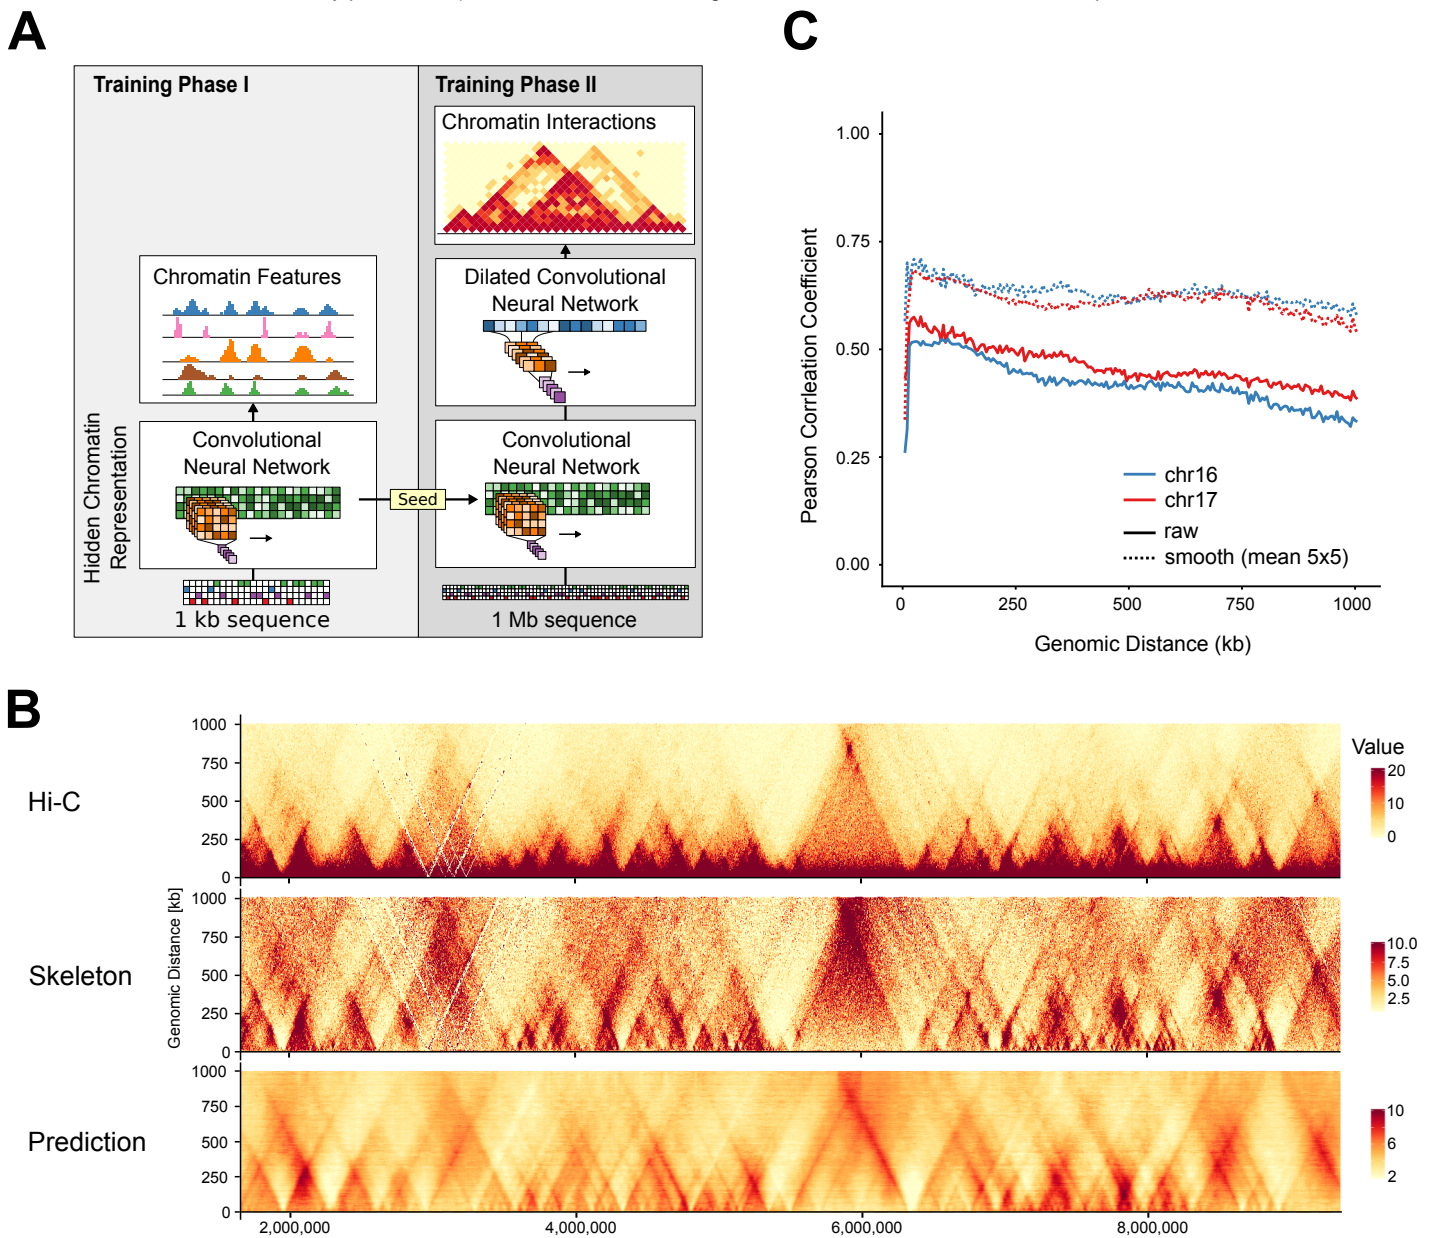 A
Training Phase I
Training Phase II
Chromatin Interactions
Chromatin Features
Dilated Convolutional
Neural Network
Hidden Chromatin
Representation
Convolutional
Neural Network
Seed
Convolutional
Neural Network
1 kb sequence
1 Mb sequence
C
Pearson Corrleation Coefficient
1.00
0.75
0.50
0.25
0.00
chr16
chr17
raw
smooth (mean 5x5)
0
250
500
750
1000
Genomic Distance (kb)
B
Hi-C
1000
750
500
250
0
Value
20
10
0
Genomic Distance [kb]
Skeleton
1000
750
500
250
0
10.0
7.5
5.0
2.5
Prediction
1000
750
500
250
0
10
6
2
2,000,000
4,000,000
6,000,000
8,000,000